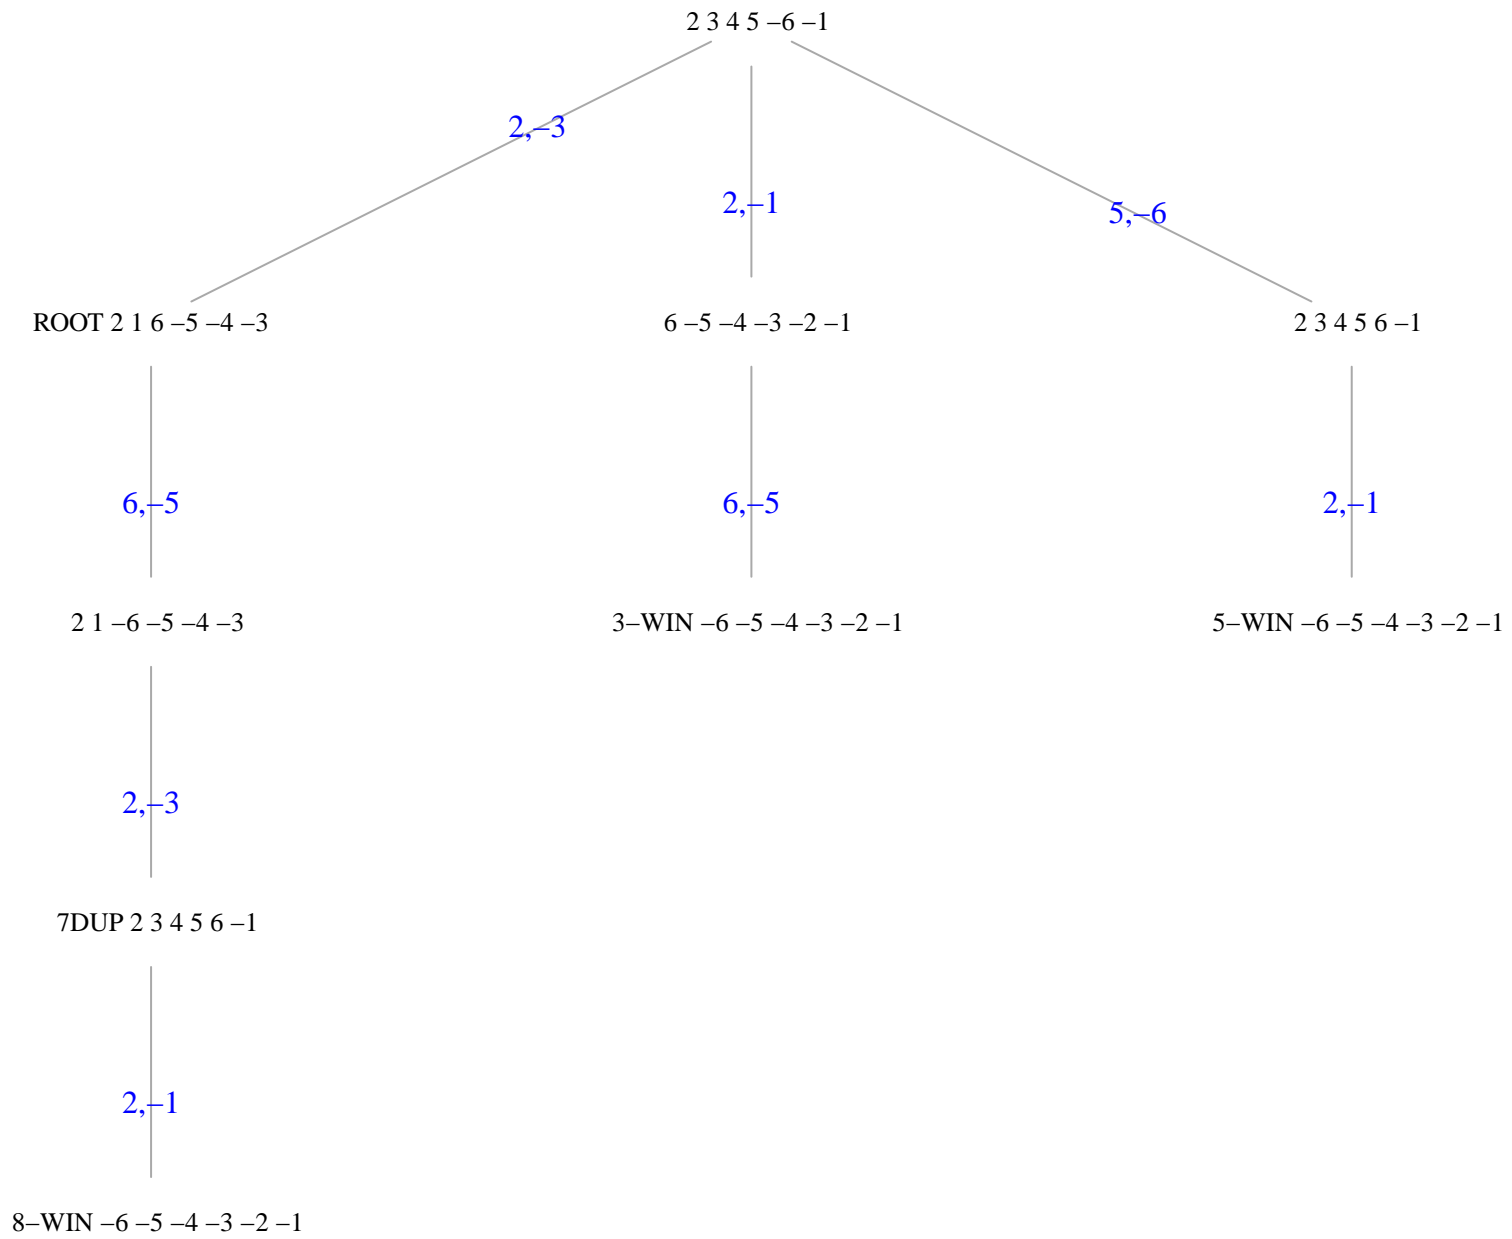 2 3 4 5 –6 –1
2,–3
2,–1
5,–6
ROOT 2 1 6 –5 –4 –3
6 –5 –4 –3 –2 –1
2 3 4 5 6 –1
6,–5
6,–5
2,–1
2 1 –6 –5 –4 –3
3–WIN –6 –5 –4 –3 –2 –1
5–WIN –6 –5 –4 –3 –2 –1
2,–3
7DUP 2 3 4 5 6 –1
2,–1
8–WIN –6 –5 –4 –3 –2 –1